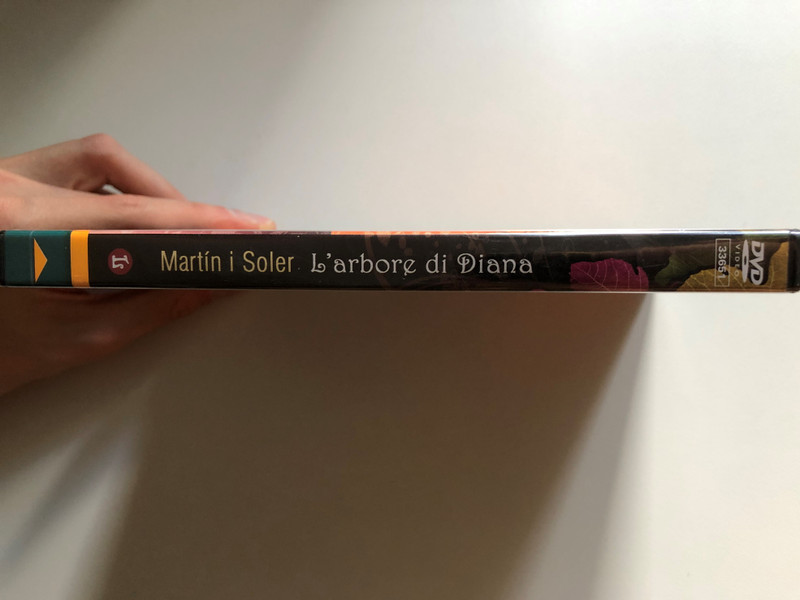 Martín i Soler L'arbore di Diana
33651
DVD
VIDEO